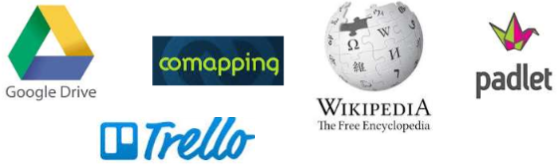 Google Drive
comapping
WIKIPEDIA
The Free Encyclopedia
padlet
Trello